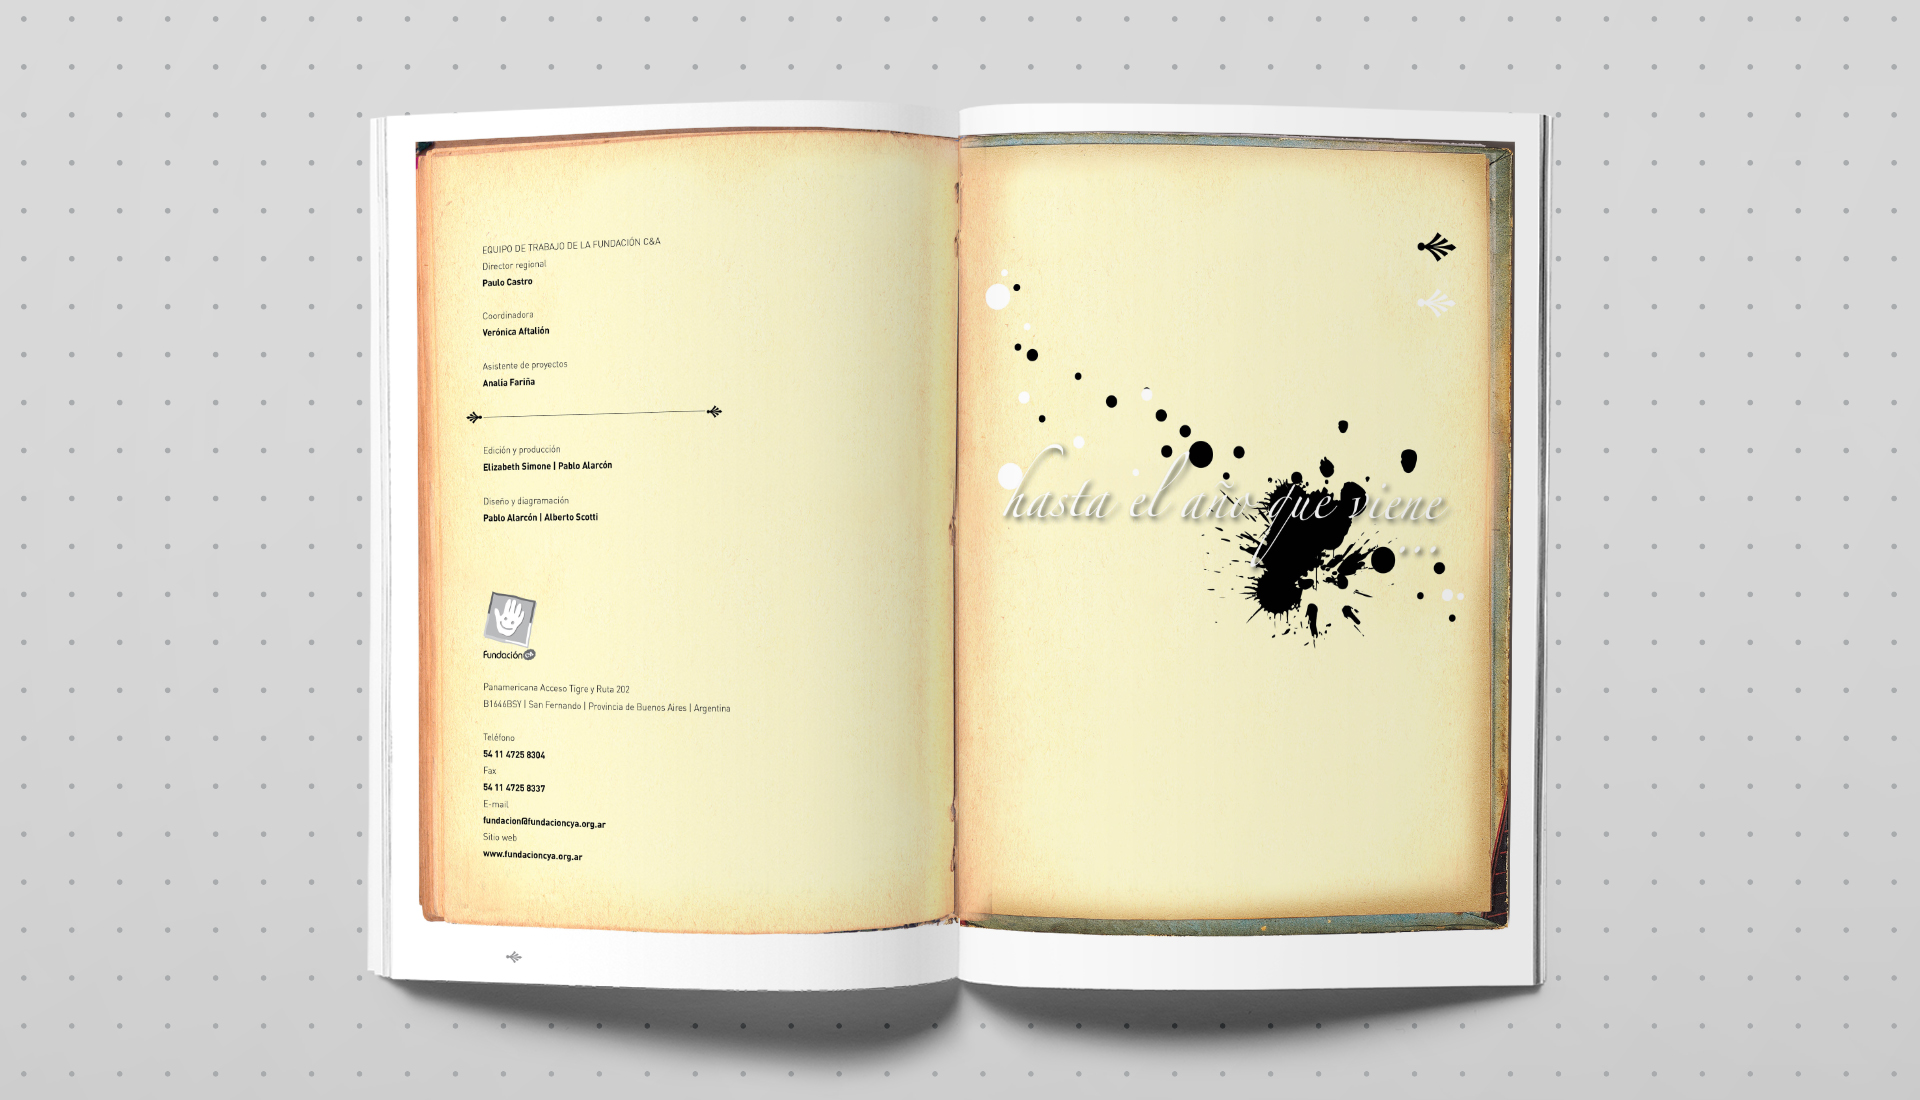 EQUIPO DE TRABAJO DE LA FUNDACIÓN C&A
Director regional
Paulo Castro
Coordinadora
Verónica Aftalión
Asistente de proyectos
Analía Fariña
Edición y producción
Elizabeth Simone | Pablo Alarcón
Diseño y diagramación
Pablo Alarcón | Alberto Scotti
Fundación C&A
Panamericana Acceso Tigre y Ruta 202
B1646BSY | San Fernando | Provincia de Buenos Aires | Argentina
Teléfono
54 11 4725 8304
Fax
54 11 4725 8337
E-mail
fundacion@fundacioncya.org.ar
Sitio web
www.fundacioncya.org.ar
hasta el año que viene
...